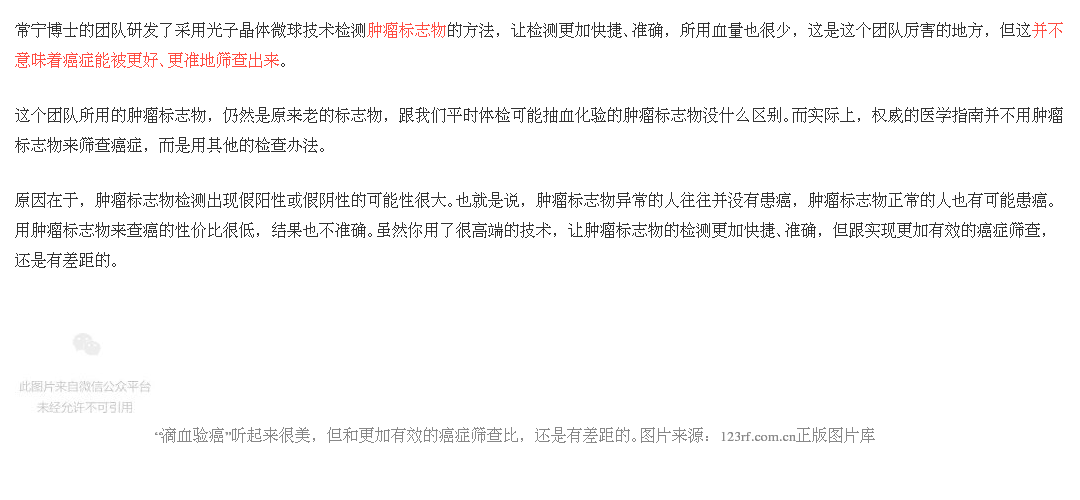 常宁博士的团队研发了采用光子晶体微球技术检测肿瘤标志物的方法，让检测更加快捷、准确，所用血量也很少，这是这个团队厉害的地方，但这并不
意味着癌症能被更好、更准地筛查出来。
这个团队所用的肿瘤标志物，仍然是原来老的标志物，跟我们平时体检可能抽血化验的肿瘤标志物没什么区别。而实际上，权威的医学指南并不用肿瘤
标志物来筛查癌症，而是用其他的检查办法。
原因在于，肿瘤标志物检测出现假阳性或假阴性的可能性很大。也就是说，肿瘤标志物异常的人往往并没有患癌，肿瘤标志物正常的人也有可能患癌。
用肿瘤标志物来查癌的性价比很低，结果也不准确。虽然你用了很高端的技术，让肿瘤标志物的检测更加快捷、准确，但跟实现更加有效的癌症筛查，
还是有差距的。
此图片来自微信公众平台
未经允许不可引用
“滴血验癌”听起来很美，但和更加有效的癌症筛查比，还是有差距的。图片来源：123rf.com.cn正版图片库